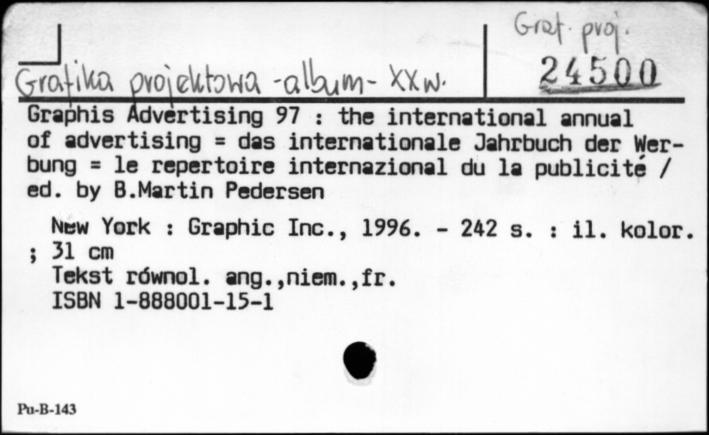 Graf. proj.
24500
Grafika projektowa -album- XX w.
Graphis Advertising 97 : the international annual
of advertising = das internationale Jahrbuch der Wer-
bung = le repertoire internazional du la publicité /
ed. by B.Martin Pedersen
New York : Graphic Inc., 1996. - 242 s. : il. kolor.
; 31 cm
Tekst równol. ang.,niem.,fr.
ISBN 1-888001-15-1
Pu-B-143